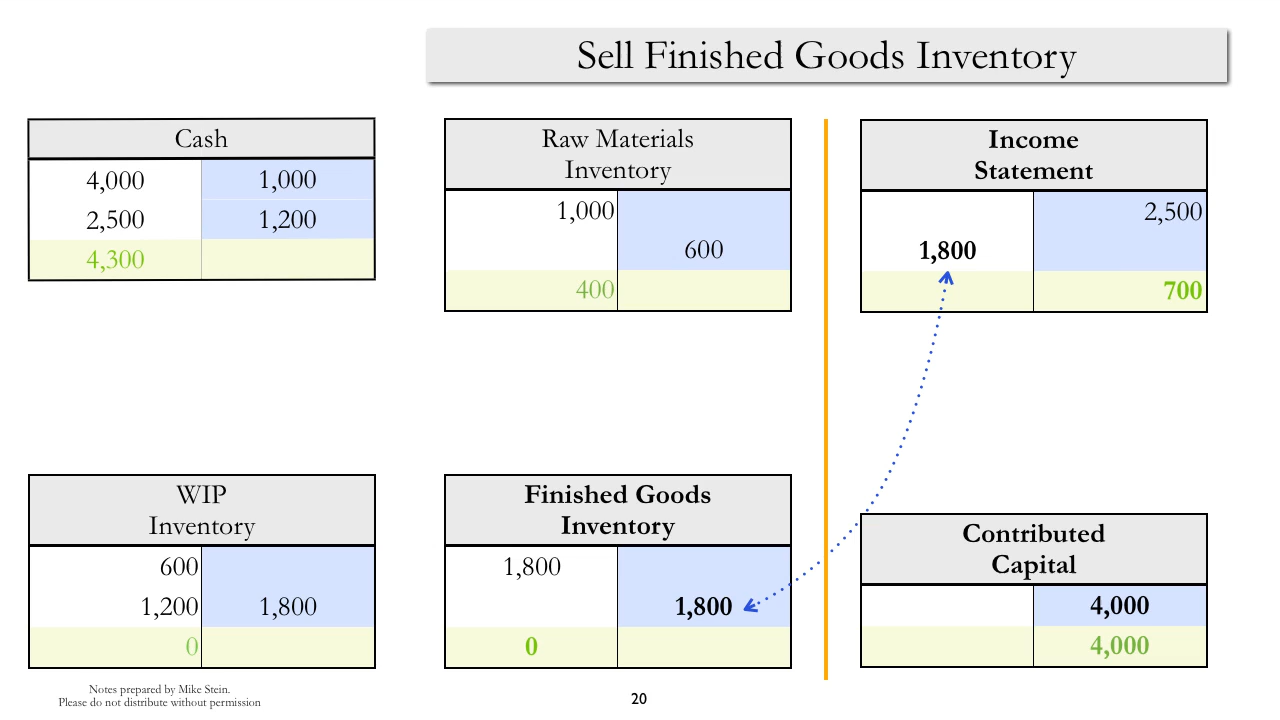 Sell Finished Goods Inventory
Cash
4,000 1,000
2,500 1,200
4,300
Raw Materials
Inventory
1,000
600
400
Income
Statement
2,500
1,800
700
WIP
Inventory
600
1,200 1,800
0
Finished Goods
Inventory
1,800
1,800
0
Contributed
Capital
4,000
4,000
Notes prepared by Mike Stein.
Please do not distribute without permission
20